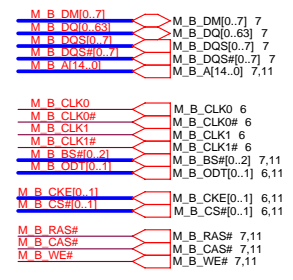 M_B_DM[0..7] M_B_DM[0..7] 7
M_B_DQ[0..63] M_B_DQ[0..63] 7
M_B_DQS[0..7] M_B_DQS[0..7] 7
M_B_DQS#[0..7] M_B_DQS#[0..7] 7
M_B_A[14..0] M_B_A[14..0] 7,11
M_B_CLK0 M_B_CLK0 6
M_B_CLK0# M_B_CLK0# 6
M_B_CLK1 M_B_CLK1 6
M_B_CLK1# M_B_CLK1# 6
M_B_BS#[0..2] M_B_BS#[0..2] 7,11
M_B_ODT[0..1] M_B_ODT[0..1] 6,11
M_B_CKE[0..1] M_B_CKE[0..1] 6,11
M_B_CS#[0..1] M_B_CS#[0..1] 6,11
M_B_RAS# M_B_RAS# 7,11
M_B_CAS# M_B_CAS# 7,11
M_B_WE# M_B_WE# 7,11